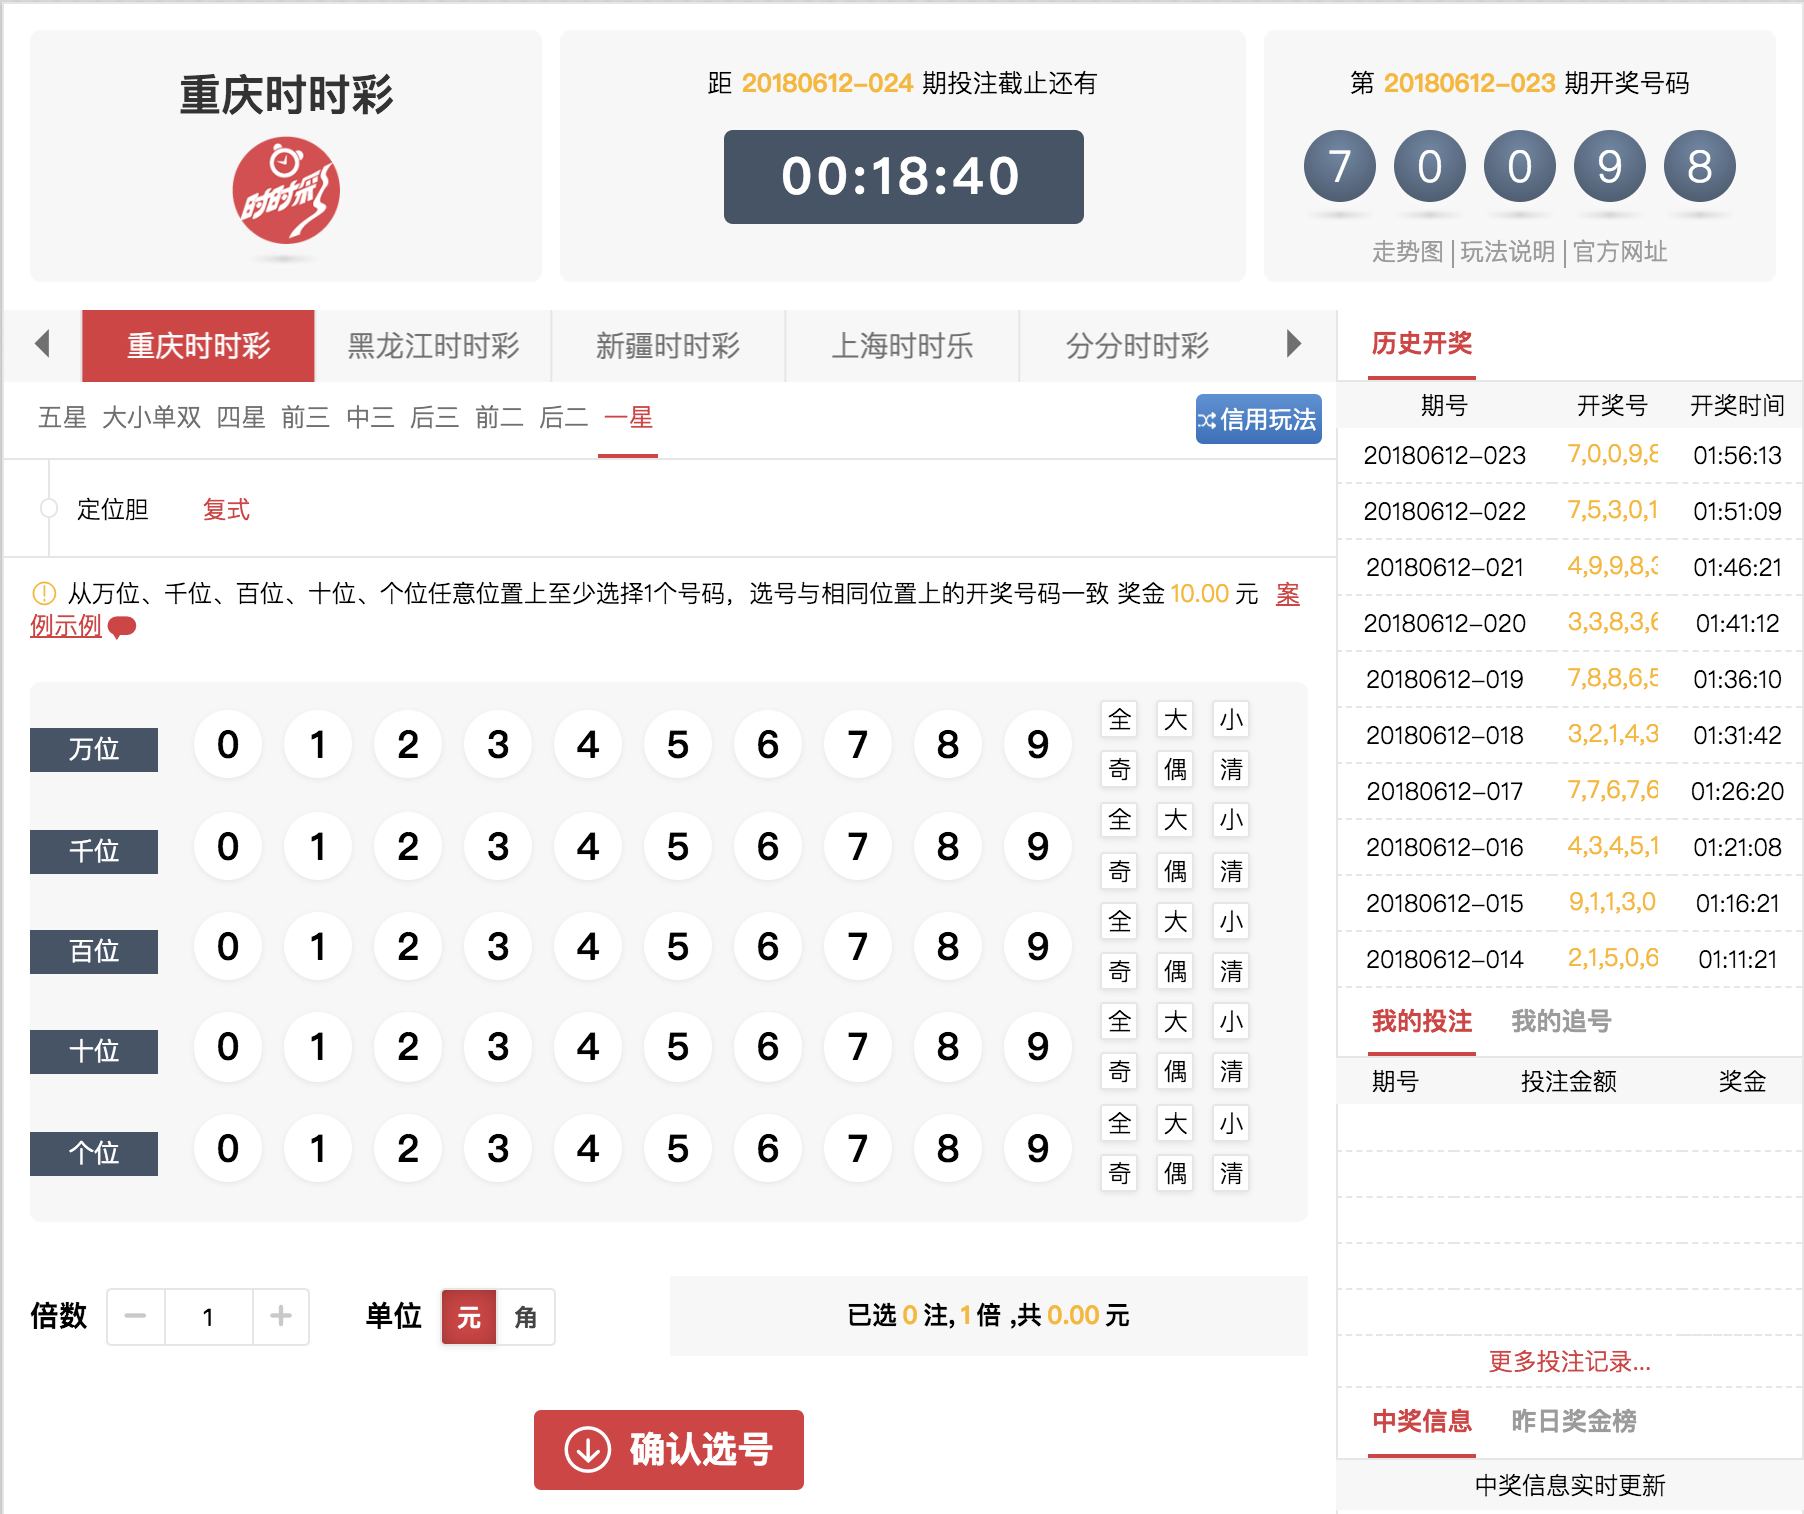 重庆时时彩
时时彩
距 20180612-024 期投注截止还有
00:18:40
第 20180612-023 期开奖号码
7 0 0 9 8
走势图|玩法说明|官方网址
重庆时时彩 黑龙江时时彩 新疆时时彩 上海时时乐 分分时时彩
五星 大小单双 四星 前三 中三 后三 前二 后二 一星
信用玩法
定位胆 复式
从万位、千位、百位、十位、个位任意位置上至少选择1个号码，选号与相同位置上的开奖号码一致 奖金 10.00 元 案
例示例
万位 0 1 2 3 4 5 6 7 8 9 全 大 小
奇 偶 清
千位 0 1 2 3 4 5 6 7 8 9 全 大 小
奇 偶 清
百位 0 1 2 3 4 5 6 7 8 9 全 大 小
奇 偶 清
十位 0 1 2 3 4 5 6 7 8 9 全 大 小
奇 偶 清
个位 0 1 2 3 4 5 6 7 8 9 全 大 小
奇 偶 清
倍数 － 1 + 单位 元 角
已选 0 注, 1 倍 ,共 0.00 元
确认选号
历史开奖
期号 开奖号 开奖时间
20180612-023 7,0,0,9,8 01:56:13
20180612-022 7,5,3,0,1 01:51:09
20180612-021 4,9,9,8,3 01:46:21
20180612-020 3,3,8,3,6 01:41:12
20180612-019 7,8,8,6,5 01:36:10
20180612-018 3,2,1,4,3 01:31:42
20180612-017 7,7,6,7,6 01:26:20
20180612-016 4,3,4,5,1 01:21:08
20180612-015 9,1,1,3,0 01:16:21
20180612-014 2,1,5,0,6 01:11:21
我的投注 我的追号
期号 投注金额 奖金
更多投注记录...
中奖信息 昨日奖金榜
中奖信息实时更新